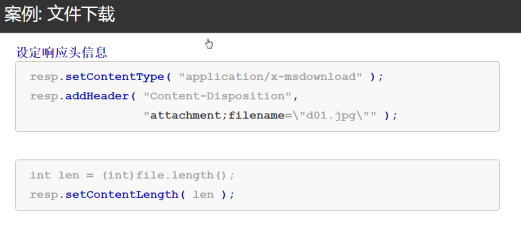 案例: 文件下载
设定响应头信息
resp.setContentType( "application/x-msdownload" );
resp.addHeader( "Content-Disposition",
"attachment;filename=\"d01.jpg\"" );
int len = (int)file.length();
resp.setContentLength( len );